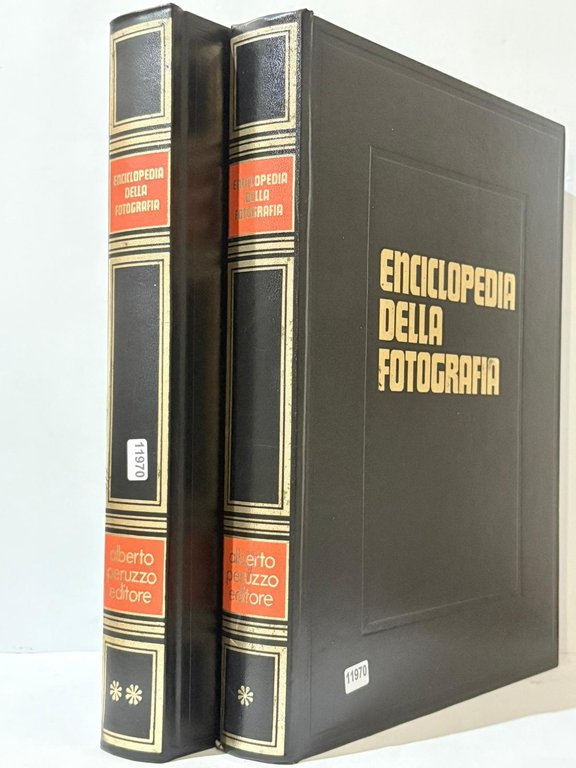 ENCICLOPEDIA
DELLA
FOTOGRAFIA
11970
alberto
peruzzo
editore
**
ENCICLOPEDIA
DELLA
FOTOGRAFIA
alberto
peruzzo
editore
*
ENCICLOPEDIA
DELLA
FOTOGRAFIA
11970